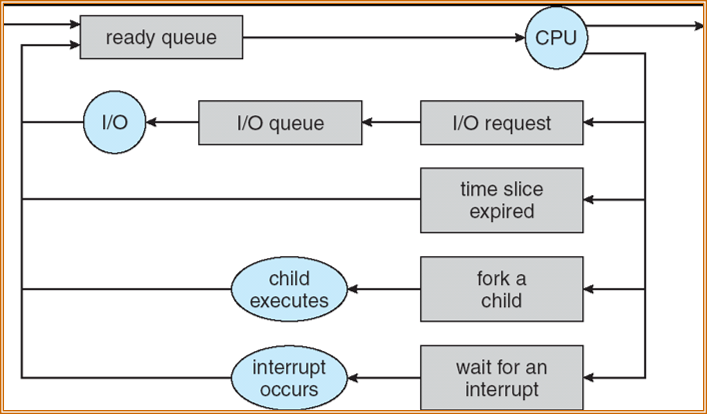 ready queue
CPU
I/O
I/O queue
I/O request
time slice
expired
child
executes
fork a
child
interrupt
occurs
wait for an
interrupt